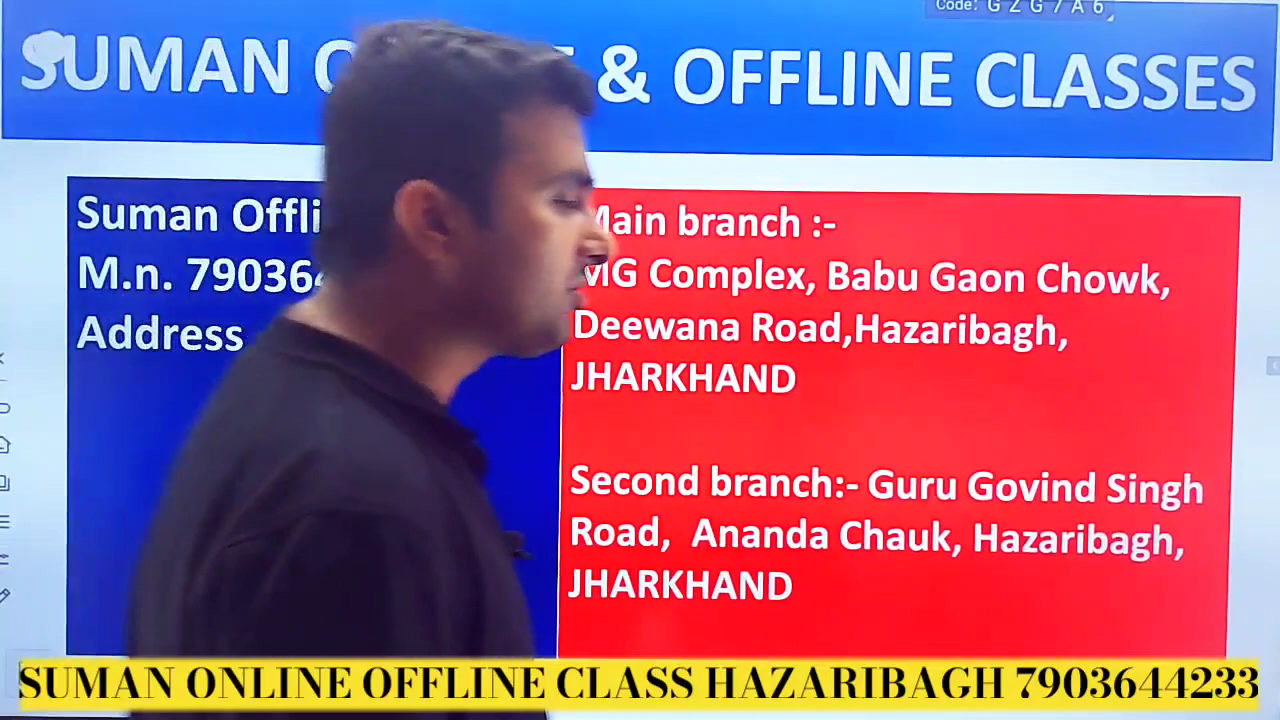 Code: G Z G 7 A 6
SUMAN & OFFLINE CLASSES
Suman Offli
M.n. 79036
Address
Main branch :-
MG Complex, Babu Gaon Chowk,
Deewana Road,Hazaribagh,
JHARKHAND
Second branch:- Guru Govind Singh
Road, Ananda Chauk, Hazaribagh,
JHARKHAND
SUMAN ONLINE OFFLINE CLASS HAZARIBAGH 7903644233